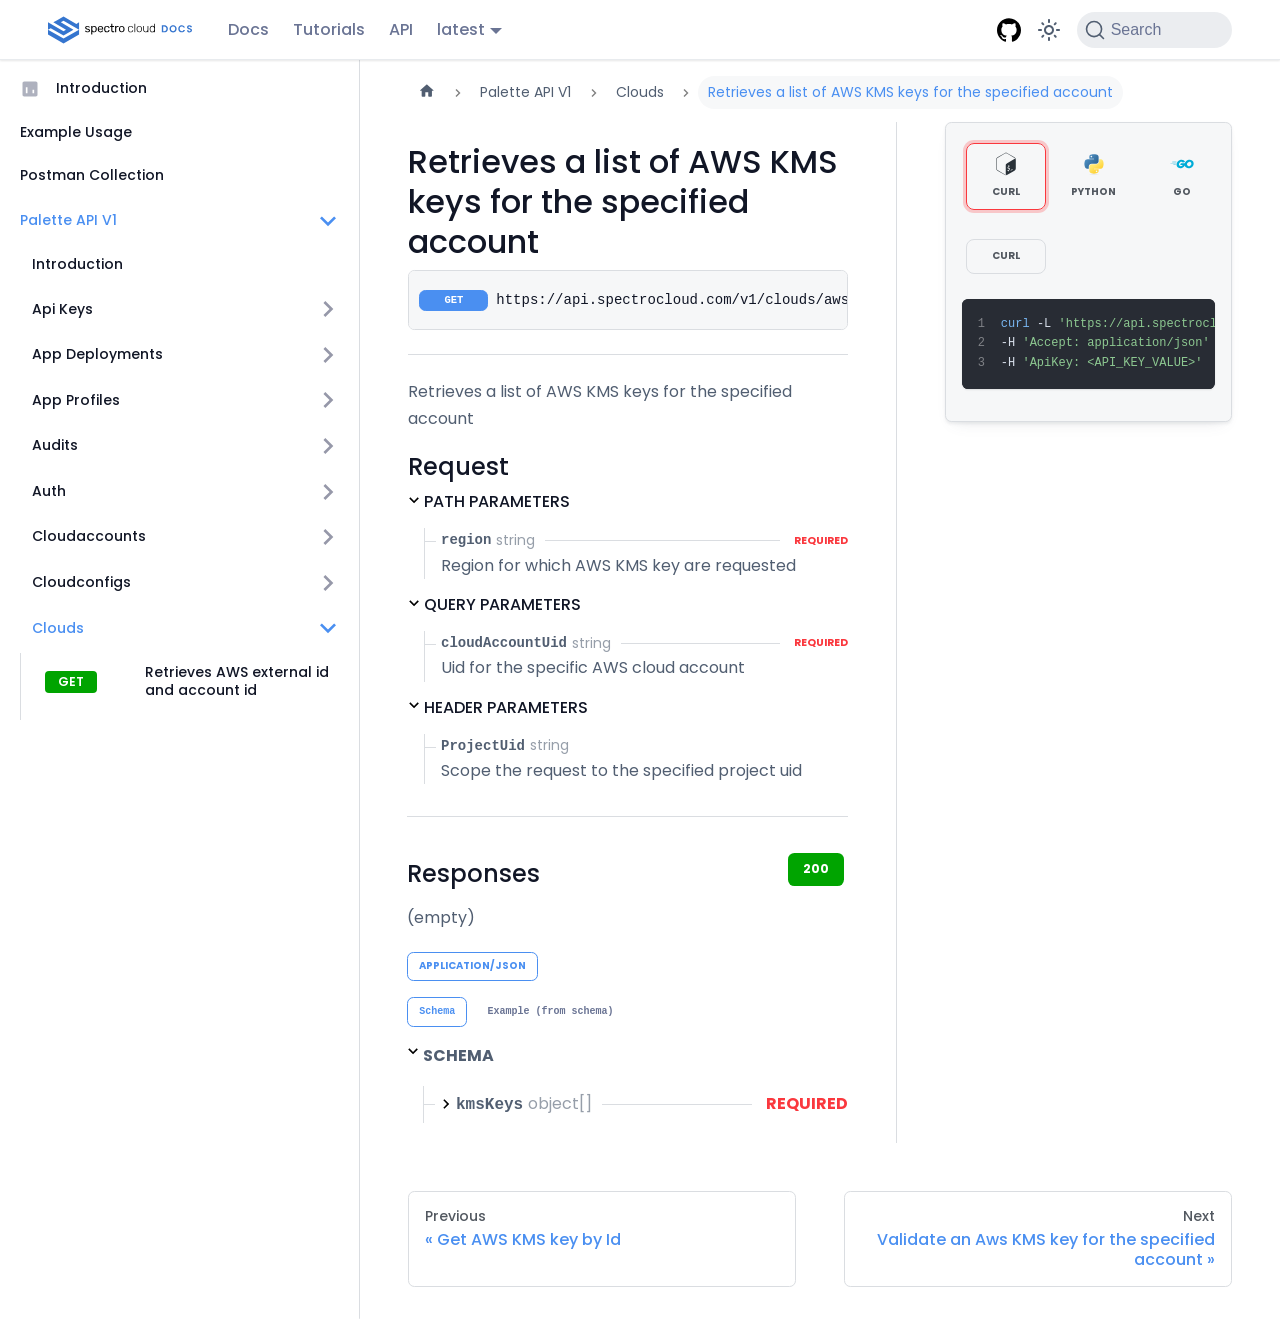 spectro cloud DOCS
Docs
Tutorials
API
latest
Search
Introduction
Example Usage
Postman Collection
Palette API V1
Introduction
Api Keys
App Deployments
App Profiles
Audits
Auth
Cloudaccounts
Cloudconfigs
Clouds
GET
Retrieves AWS external id
and account id
Palette API V1
Clouds
Retrieves a list of AWS KMS keys for the specified account
Retrieves a list of AWS KMS
keys for the specified
account
GET https://api.spectrocloud.com/v1/clouds/aws
Retrieves a list of AWS KMS keys for the specified
account
Request
PATH PARAMETERS
region string REQUIRED
Region for which AWS KMS key are requested
QUERY PARAMETERS
cloudAccountUid string REQUIRED
Uid for the specific AWS cloud account
HEADER PARAMETERS
ProjectUid string
Scope the request to the specified project uid
Responses
200
(empty)
APPLICATION/JSON
Schema
Example (from schema)
SCHEMA
kmsKeys object[] REQUIRED
CURL
PYTHON
GO
CURL
1 curl -L 'https://api.spectrocl
2 -H 'Accept: application/json'
3 -H 'ApiKey: <API_KEY_VALUE>'
Previous
« Get AWS KMS key by Id
Next
Validate an Aws KMS key for the specified
account »